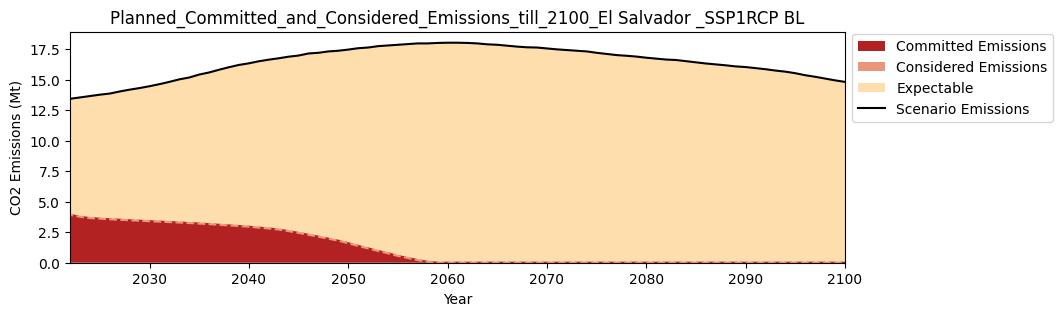 Planned_Committed_and_Considered_Emissions_till_2100_El Salvador _SSP1RCP BL
CO2 Emissions (Mt)
17.5
15.0
12.5
10.0
7.5
5.0
2.5
0.0
2030 2040 2050 2060 2070 2080 2090 2100
Year
Committed Emissions
Considered Emissions
Expectable
Scenario Emissions